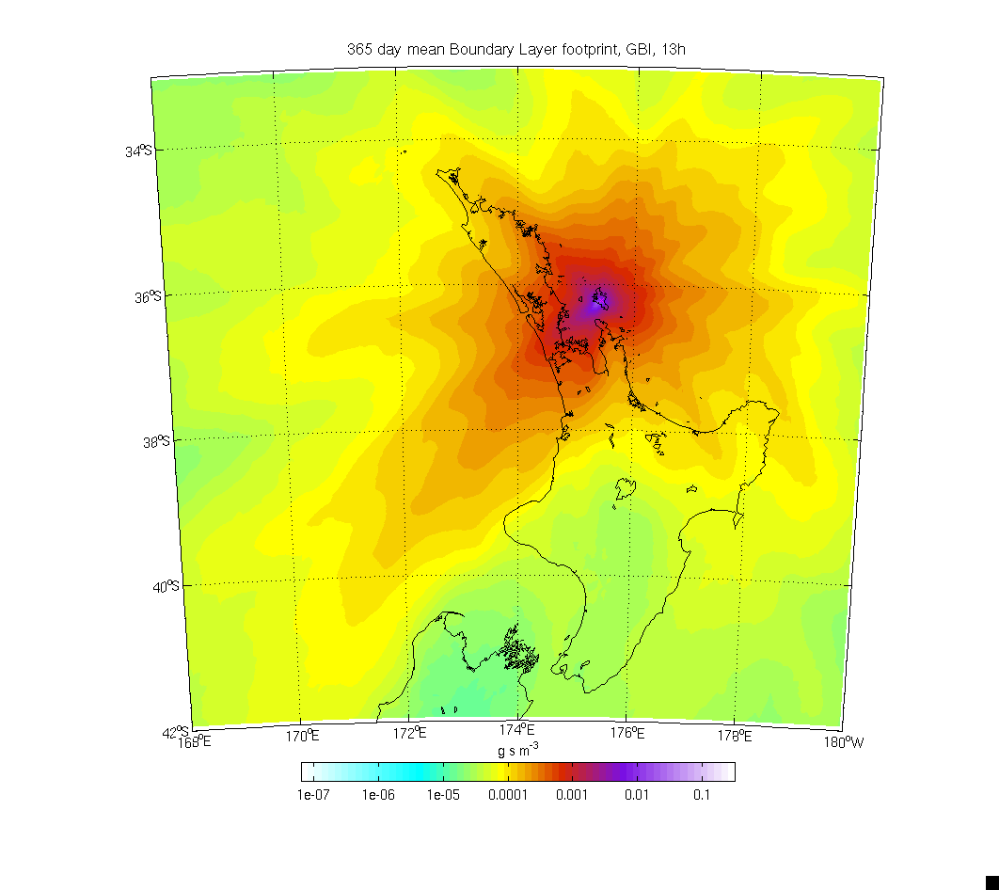 365 day mean Boundary Layer footprint, GBI, 13h
34°S
36°S
38°S
40°S
42°S
168°E 170°E 172°E 174°E 176°E 178°E 180°W
g s m⁻³
1e-07 1e-06 1e-05 0.0001 0.001 0.01 0.1